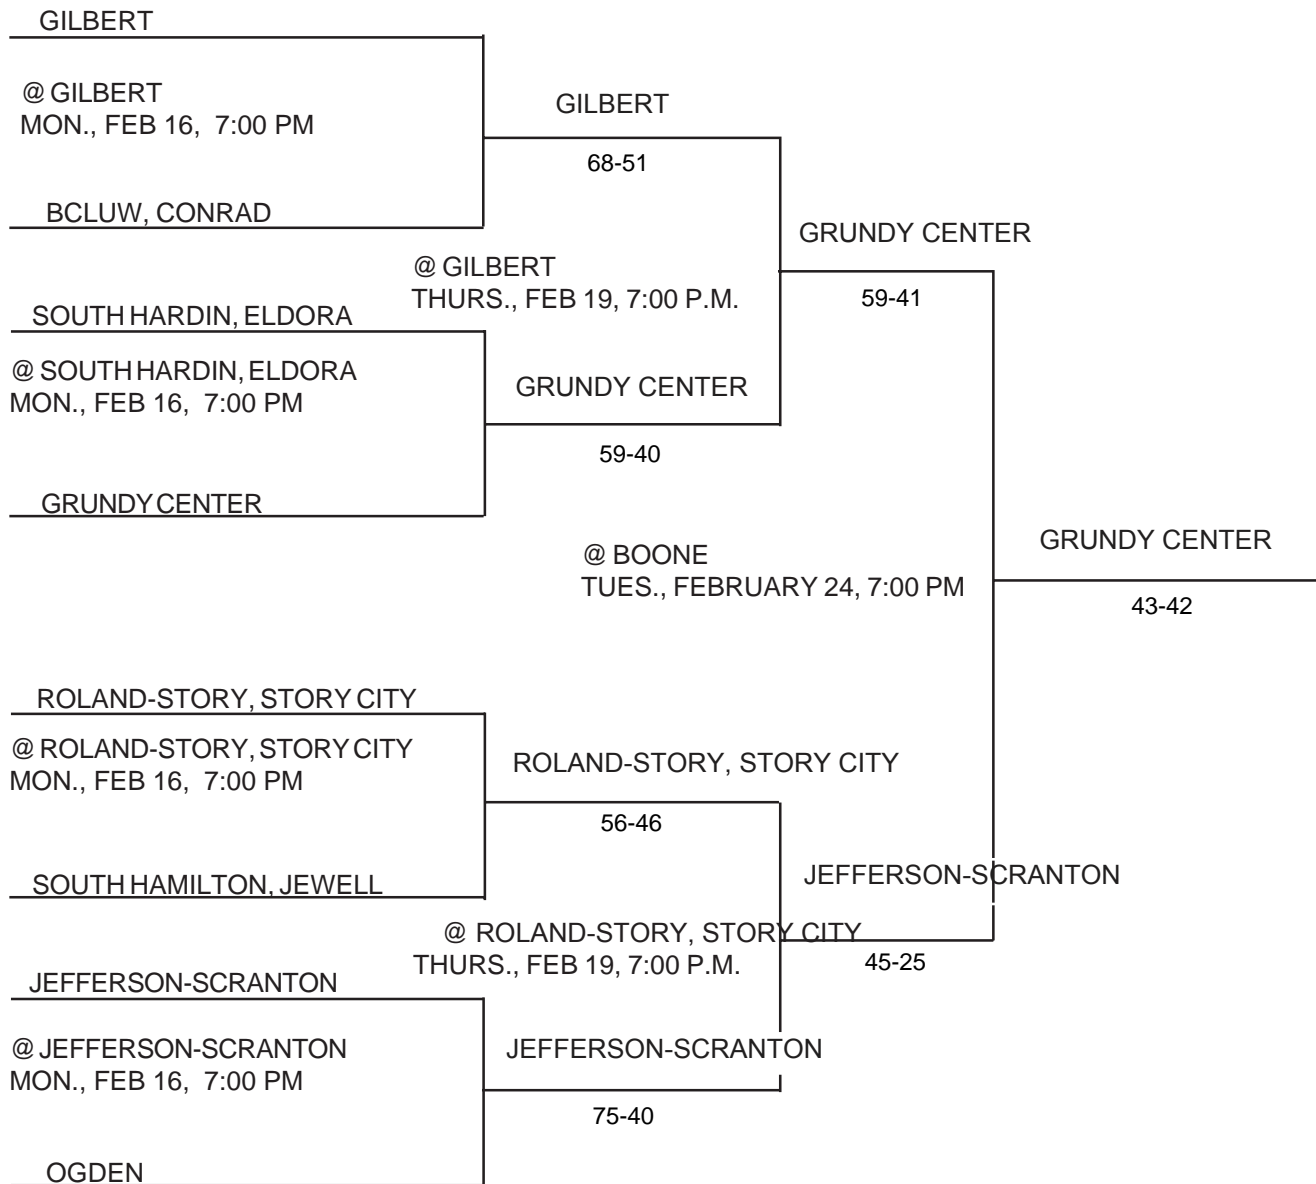 GILBERT
@ GILBERT
MON., FEB 16, 7:00 PM
GILBERT
68-51
BCLUW, CONRAD
GRUNDY CENTER
@ GILBERT
THURS., FEB 19, 7:00 P.M.
59-41
SOUTH HARDIN, ELDORA
@ SOUTH HARDIN, ELDORA
MON., FEB 16, 7:00 PM
GRUNDY CENTER
59-40
GRUNDY CENTER
@ BOONE
TUES., FEBRUARY 24, 7:00 PM
GRUNDY CENTER
43-42
ROLAND-STORY, STORY CITY
@ ROLAND-STORY, STORY CITY
MON., FEB 16, 7:00 PM
ROLAND-STORY, STORY CITY
56-46
SOUTH HAMILTON, JEWELL
JEFFERSON-SCRANTON
@ ROLAND-STORY, STORY CITY
THURS., FEB 19, 7:00 P.M.
45-25
JEFFERSON-SCRANTON
@ JEFFERSON-SCRANTON
MON., FEB 16, 7:00 PM
JEFFERSON-SCRANTON
75-40
OGDEN